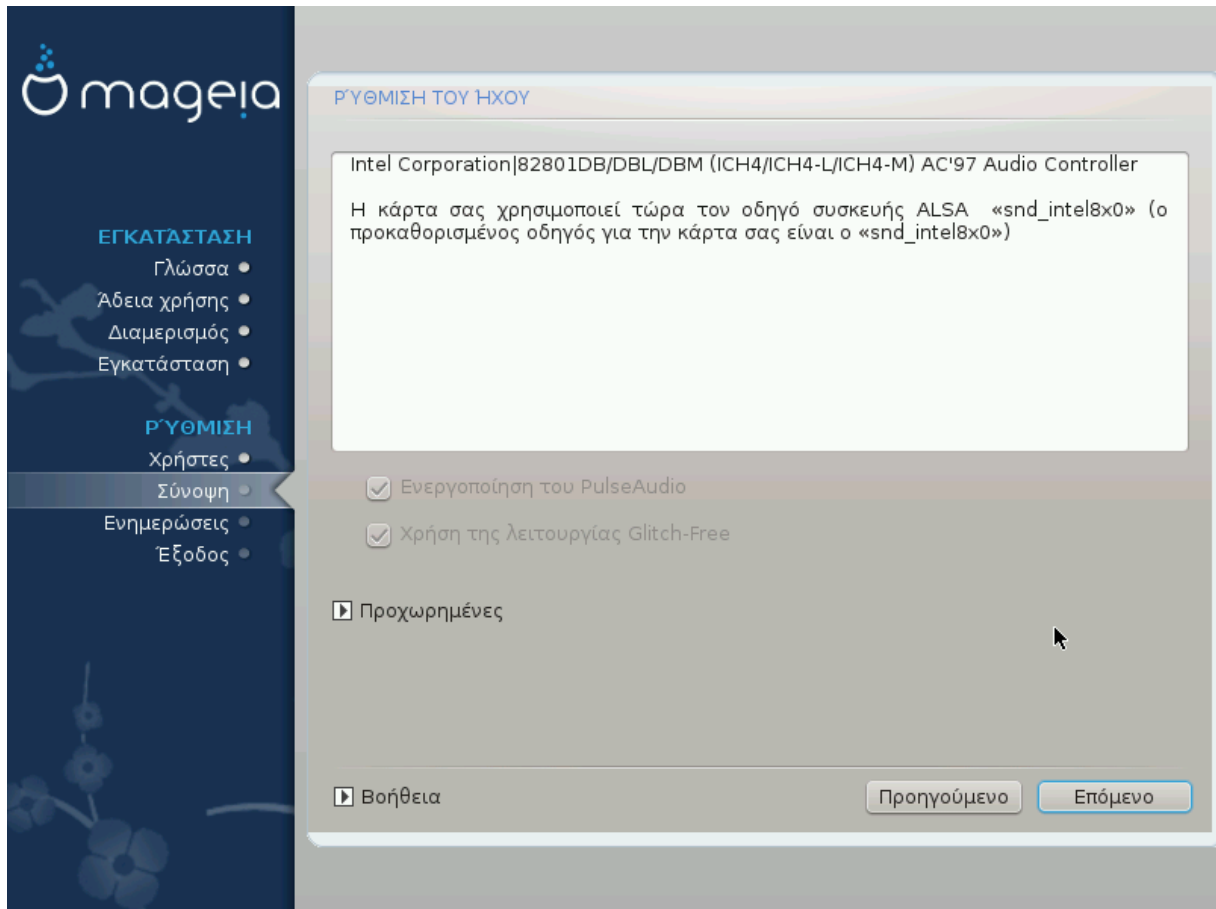 mageia
ΕΓΚΑΤΆΣΤΑΣΗ
Γλώσσα
Άδεια χρήσης
Διαμερισμός
Εγκατάσταση
ΡΎΘΜΙΣΗ
Χρήστες
Σύνοψη
Ενημερώσεις
Έξοδος
ΡΎΘΜΙΣΗ ΤΟΥ ΉΧΟΥ
Intel Corporation|82801DB/DBL/DBM (ICH4/ICH4-L/ICH4-M) AC'97 Audio Controller
Η κάρτα σας χρησιμοποιεί τώρα τον οδηγό συσκευής ALSA «snd_intel8x0» (ο
προκαθορισμένος οδηγός για την κάρτα σας είναι ο «snd_intel8x0»)
Ενεργοποίηση του PulseAudio
Χρήση της λειτουργίας Glitch-Free
Προχωρημένες
Βοήθεια
Προηγούμενο
Επόμενο